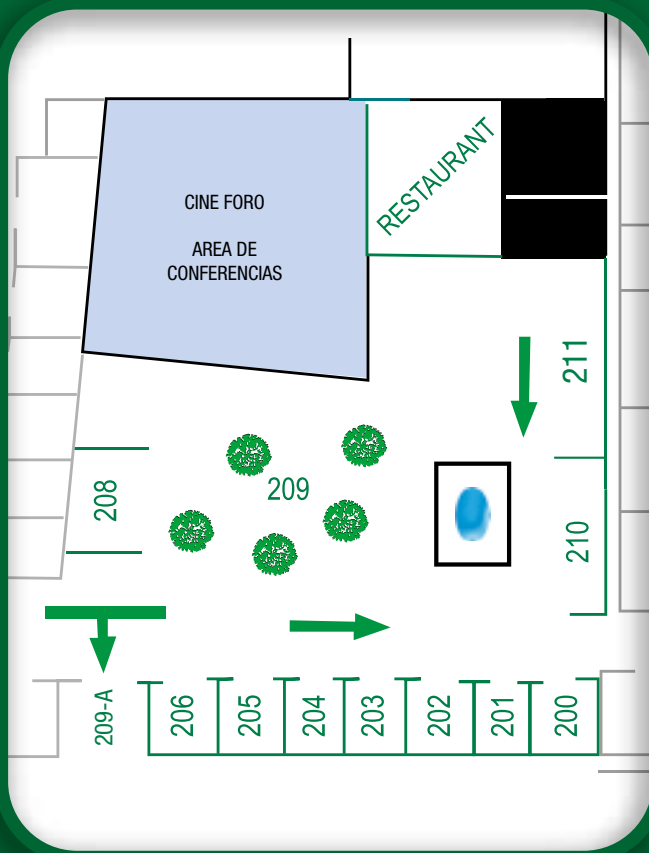 RESTAURANT
CINE FORO
AREA DE
CONFERENCIAS
211
209
208
210
209-A
206
205
204
203
202
201
200